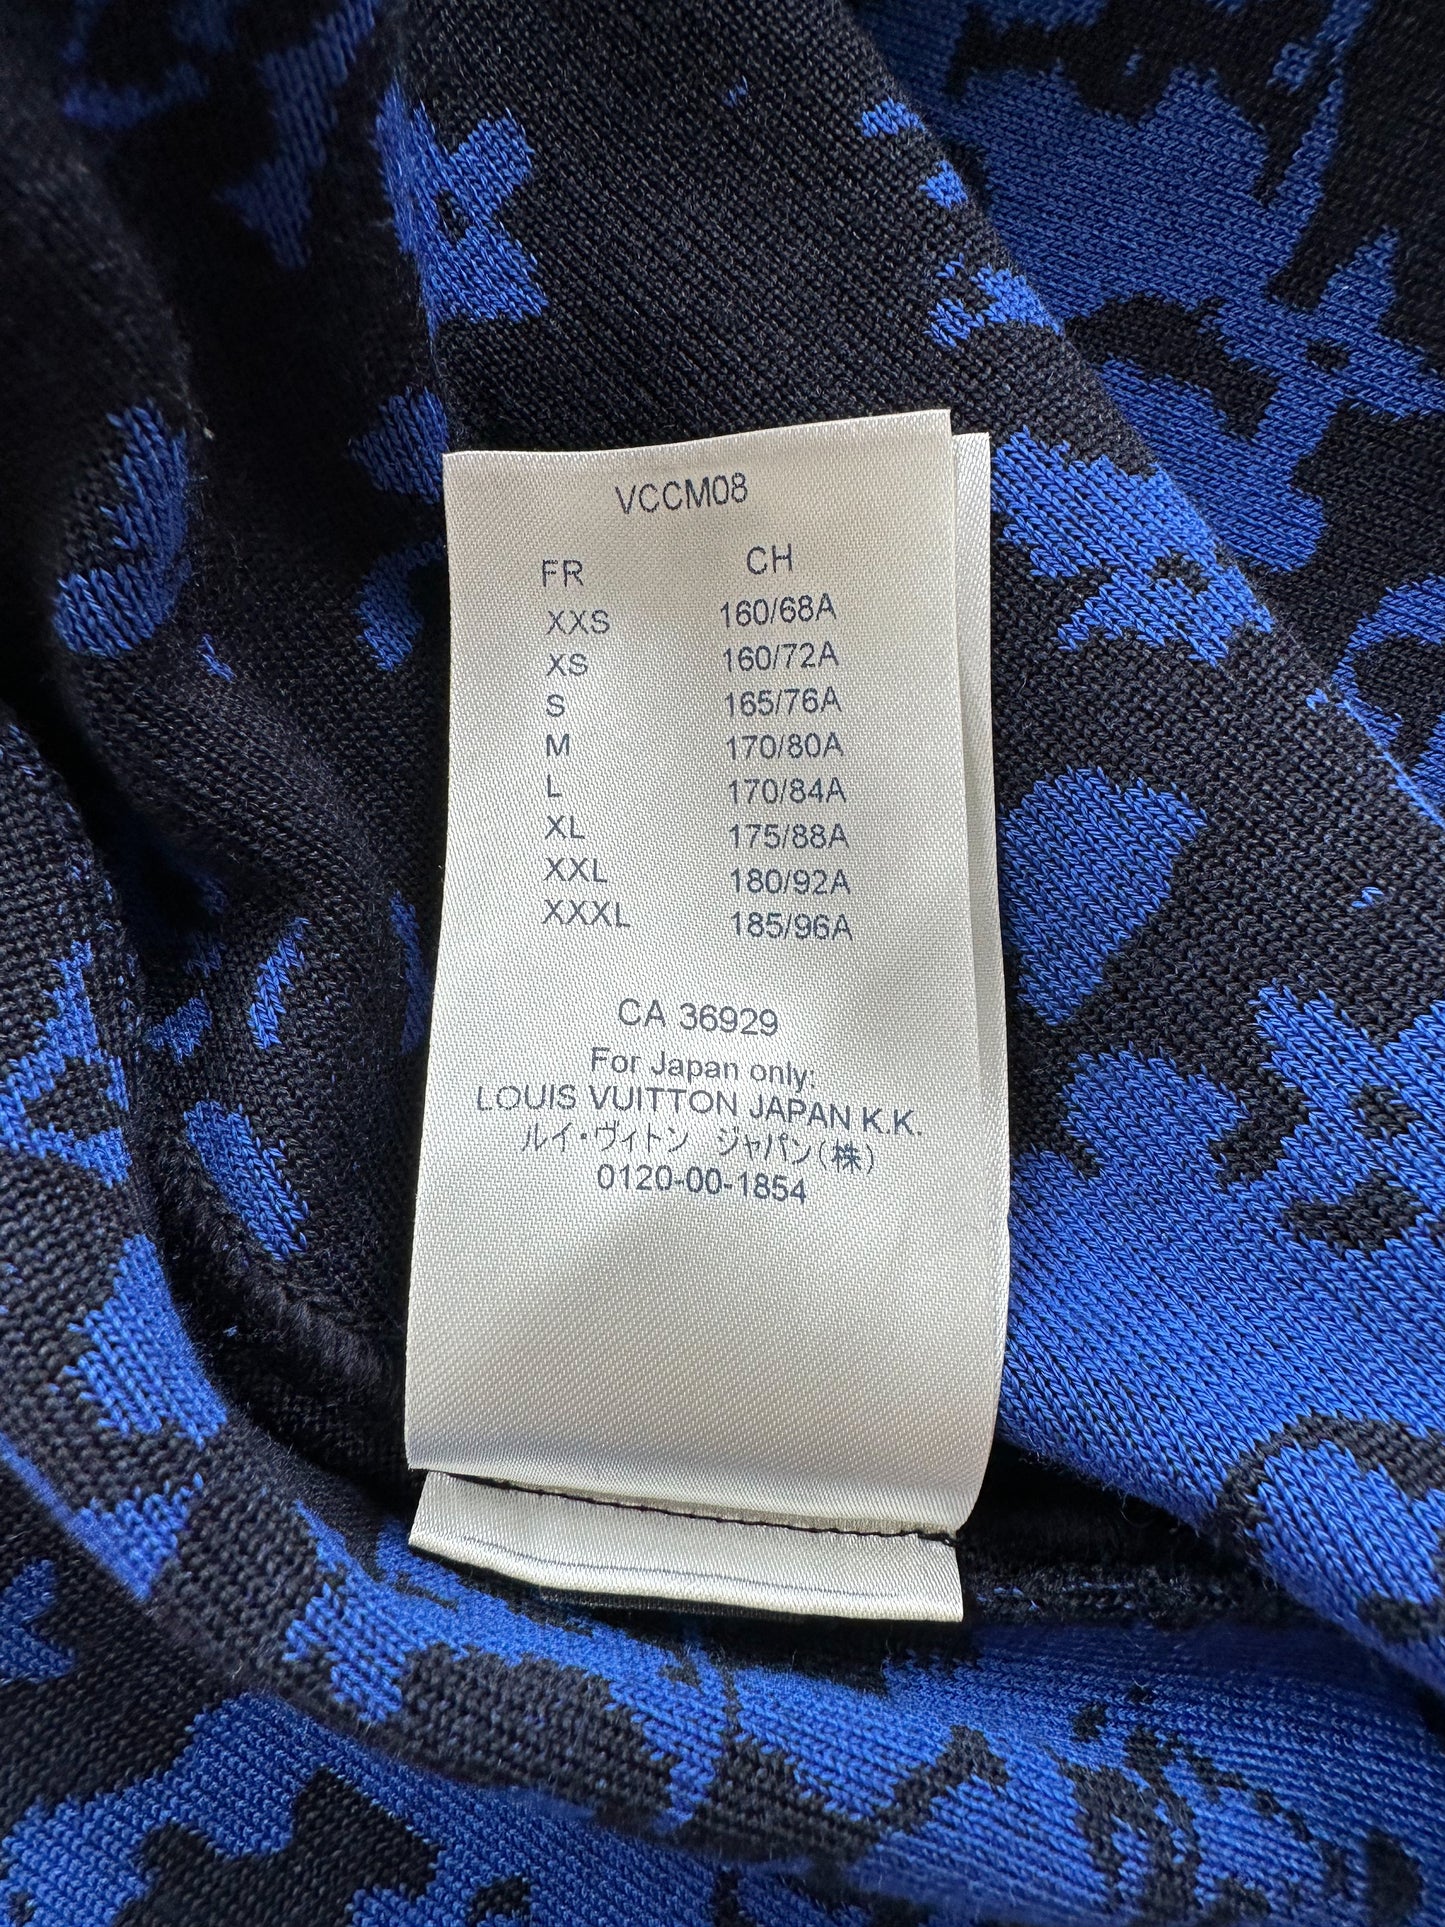 VCCM08
FR CH
XXS 160/68A
XS 160/72A
S 165/76A
M 170/80A
L 170/84A
XL 175/88A
XXL 180/92A
XXXL 185/96A
CA 36929
For Japan only:
LOUIS VUITTON JAPAN K.K.
ルイ・ヴィトン ジャパン(株)
0120-00-1854